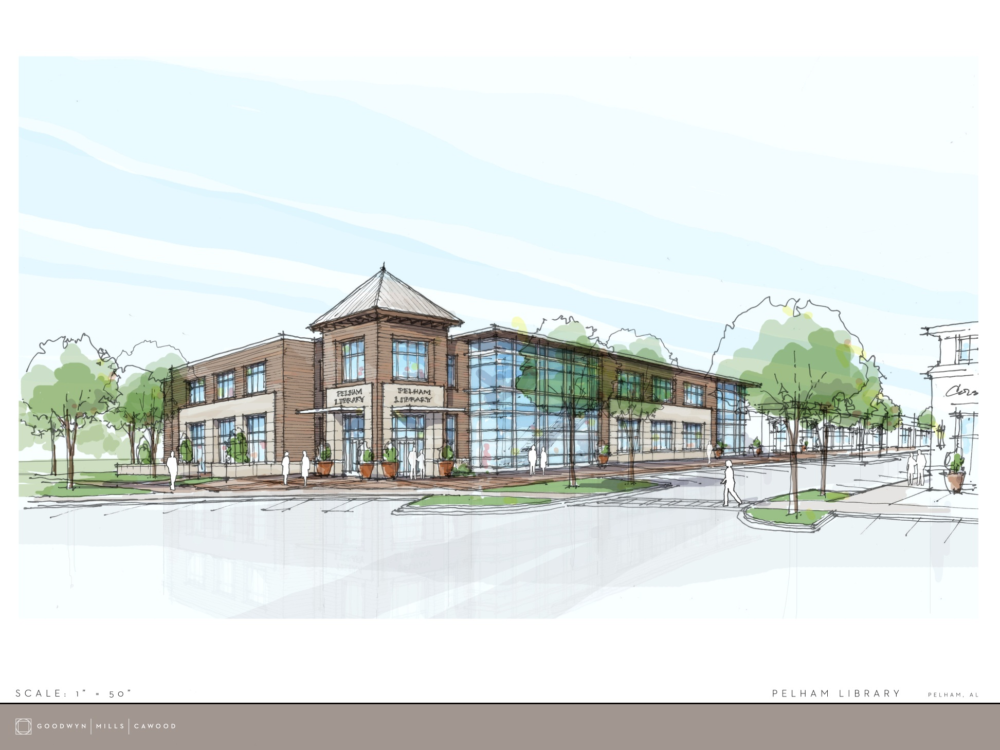 PELHAM
LIBRARY
PELHAM
LIBRARY
SCALE: 1" = 50"
PELHAM LIBRARY PELHAM, AL
GOODWYN | MILLS | CAWOOD